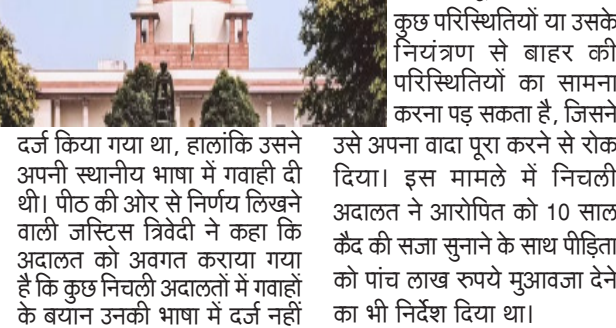 दर्ज किया गया था, हालांकि उसने
अपनी स्थानीय भाषा में गवाही दी
थी। पीठ की ओर से निर्णय लिखने
वाली जस्टिस त्रिवेदी ने कहा कि
अदालत को अवगत कराया गया
है कि कुछ निचली अदालतों में गवाहों
के बयान उनकी भाषा में दर्ज नहीं
कुछ परिस्थितियों या उसके
नियंत्रण से बाहर की
परिस्थितियों का सामना
करना पड़ सकता है, जिसने
उसे अपना वादा पूरा करने से रोक
दिया। इस मामले में निचली
अदालत ने आरोपित को 10 साल
कैद की सजा सुनाने के साथ पीड़िता
को पांच लाख रुपये मुआवजा देने
का भी निर्देश दिया था।